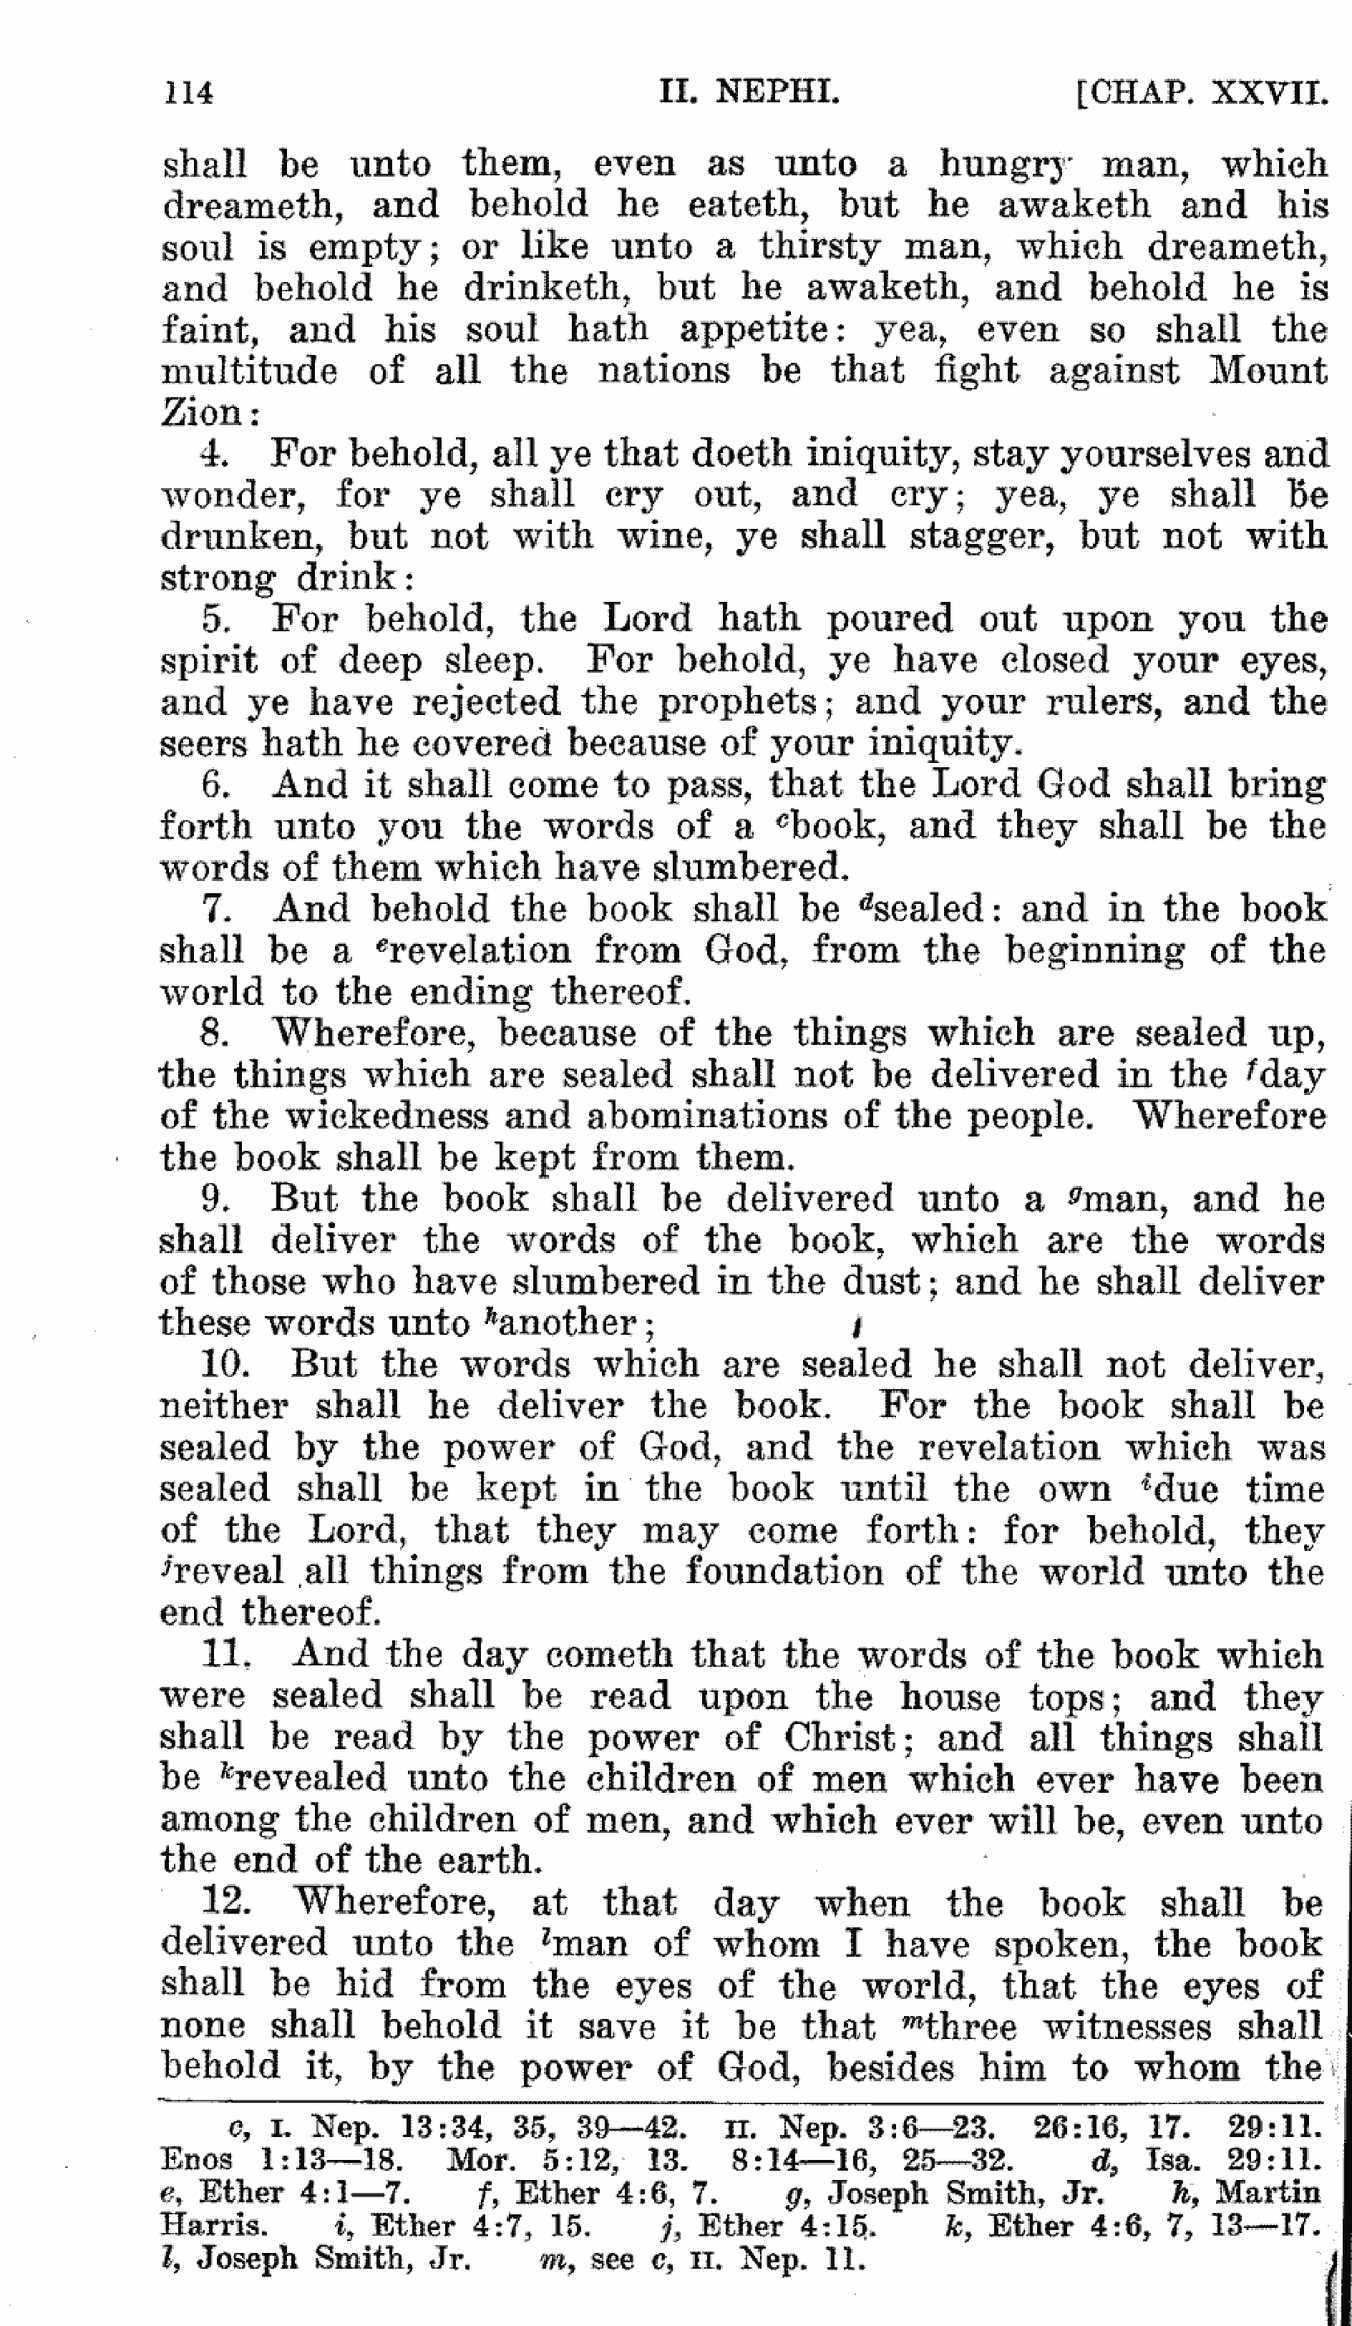 114 II. NEPHI. [CHAP. XXVII.
shall be unto them, even as unto a hungry man, which
dreameth, and behold he eateth, but he awaketh and his
soul is empty; or like unto a thirsty man, which dreameth,
and behold he drinketh, but he awaketh, and behold he is
faint, and his soul hath appetite: yea, even so shall the
multitude of all the nations be that fight against Mount
Zion:
4. For behold, all ye that doeth iniquity, stay yourselves and
wonder, for ye shall cry out, and cry; yea, ye shall be
drunken, but not with wine, ye shall stagger, but not with
strong drink:
5. For behold, the Lord hath poured out upon you the
spirit of deep sleep. For behold, ye have closed your eyes,
and ye have rejected the prophets; and your rulers, and the
seers hath he covered because of your iniquity.
6. And it shall come to pass, that the Lord God shall bring
forth unto you the words of a cbook, and they shall be the
words of them which have slumbered.
7. And behold the book shall be dsealed: and in the book
shall be a erevelation from God, from the beginning of the
world to the ending thereof.
8. Wherefore, because of the things which are sealed up,
the things which are sealed shall not be delivered in the fday
of the wickedness and abominations of the people. Wherefore
the book shall be kept from them.
9. But the book shall be delivered unto a gman, and he
shall deliver the words of the book, which are the words
of those who have slumbered in the dust; and he shall deliver
these words unto hanother;
10. But the words which are sealed he shall not deliver,
neither shall he deliver the book. For the book shall be
sealed by the power of God, and the revelation which was
sealed shall be kept in the book until the own idue time
of the Lord, that they may come forth: for behold, they
jreveal all things from the foundation of the world unto the
end thereof.
11. And the day cometh that the words of the book which
were sealed shall be read upon the house tops; and they
shall be read by the power of Christ; and all things shall
be krevealed unto the children of men which ever have been
among the children of men, and which ever will be, even unto
the end of the earth.
12. Wherefore, at that day when the book shall be
delivered unto the lman of whom I have spoken, the book
shall be hid from the eyes of the world, that the eyes of
none shall behold it save it be that mthree witnesses shall
behold it, by the power of God, besides him to whom the
c, I. Nep. 13:34, 35, 39—42. II. Nep. 3:6—23. 26:16, 17. 29:11.
Enos 1:13—18. Mor. 5:12, 13. 8:14—16, 25—32. d, Isa. 29:11.
e, Ether 4:1—7. f, Ether 4:6, 7. g, Joseph Smith, Jr. h, Martin
Harris. i, Ether 4:7, 15. j, Ether 4:15. k, Ether 4:6, 7, 13—17.
l, Joseph Smith, Jr. m, see c, II. Nep. 11.